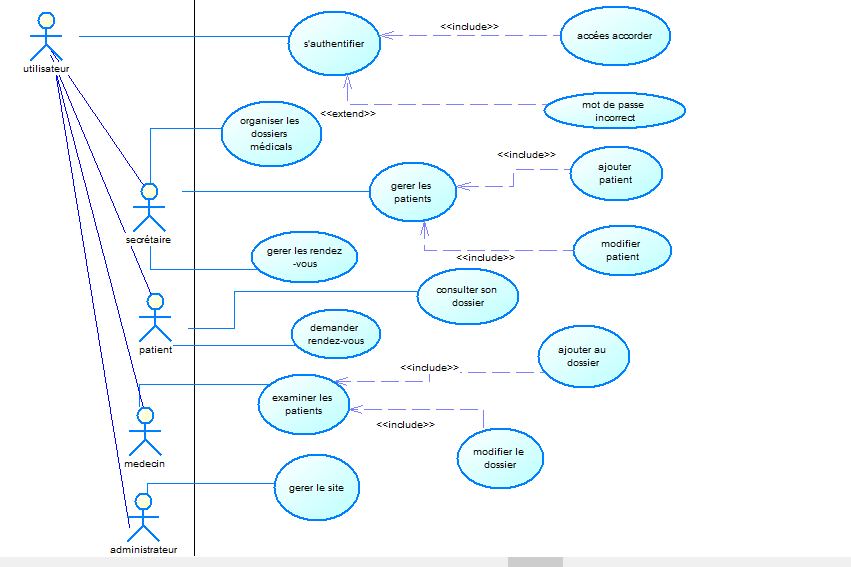 <<include>>
accées accorder
s'authentifier
utilisateur
mot de passe
incorrect
<<extend>>
organiser les
dossiers
médicals
<<include>>
ajouter
patient
gerer les
patients
secrétaire
modifier
patient
gerer les rendez
-vous
<<include>>
consulter son
dossier
demander
rendez-vous
patient
ajouter au
dossier
<<include>>
examiner les
patients
<<include>>
modifier le
dossier
medecin
gerer le site
administrateur